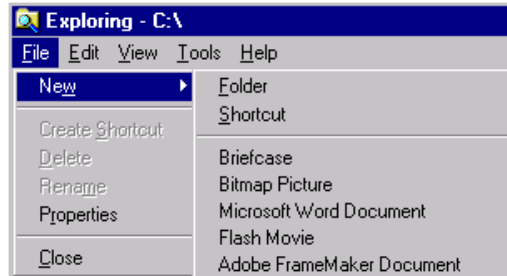 Exploring - C:\
File Edit View Tools Help
New
Create Shortcut
Delete
Rename
Properties
Close
Folder
Shortcut
Briefcase
Bitmap Picture
Microsoft Word Document
Flash Movie
Adobe FrameMaker Document